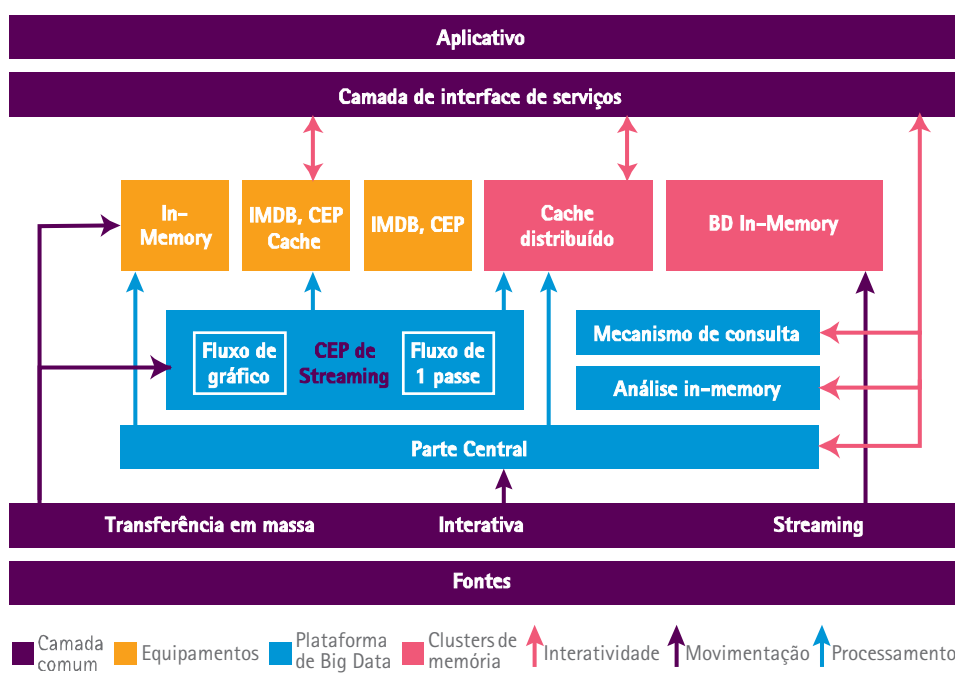 Aplicativo
Camada de interface de serviços
In-
Memory
IMDB, CEP
Cache
IMDB, CEP
Cache
distribuído
BD In-Memory
Fluxo de
gráfico
CEP de
Streaming
Fluxo de
1 passe
Mecanismo de consulta
Análise in-memory
Parte Central
Transferência em massa
Interativa
Streaming
Fontes
Camada
comum
Equipamentos
Plataforma
de Big Data
Clusters de
memória
Interatividade
Movimentação
Processamento